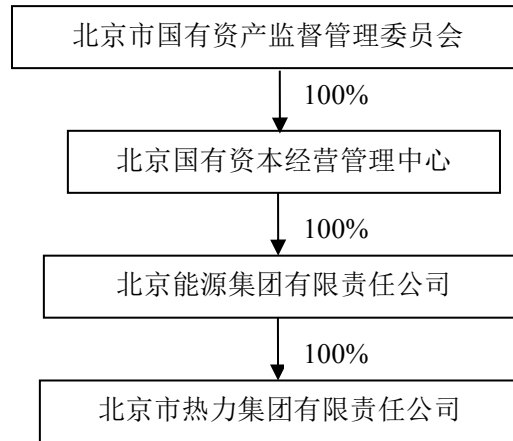 北京市国有资产监督管理委员会
100%
北京国有资本经营管理中心
100%
北京能源集团有限责任公司
100%
北京市热力集团有限责任公司